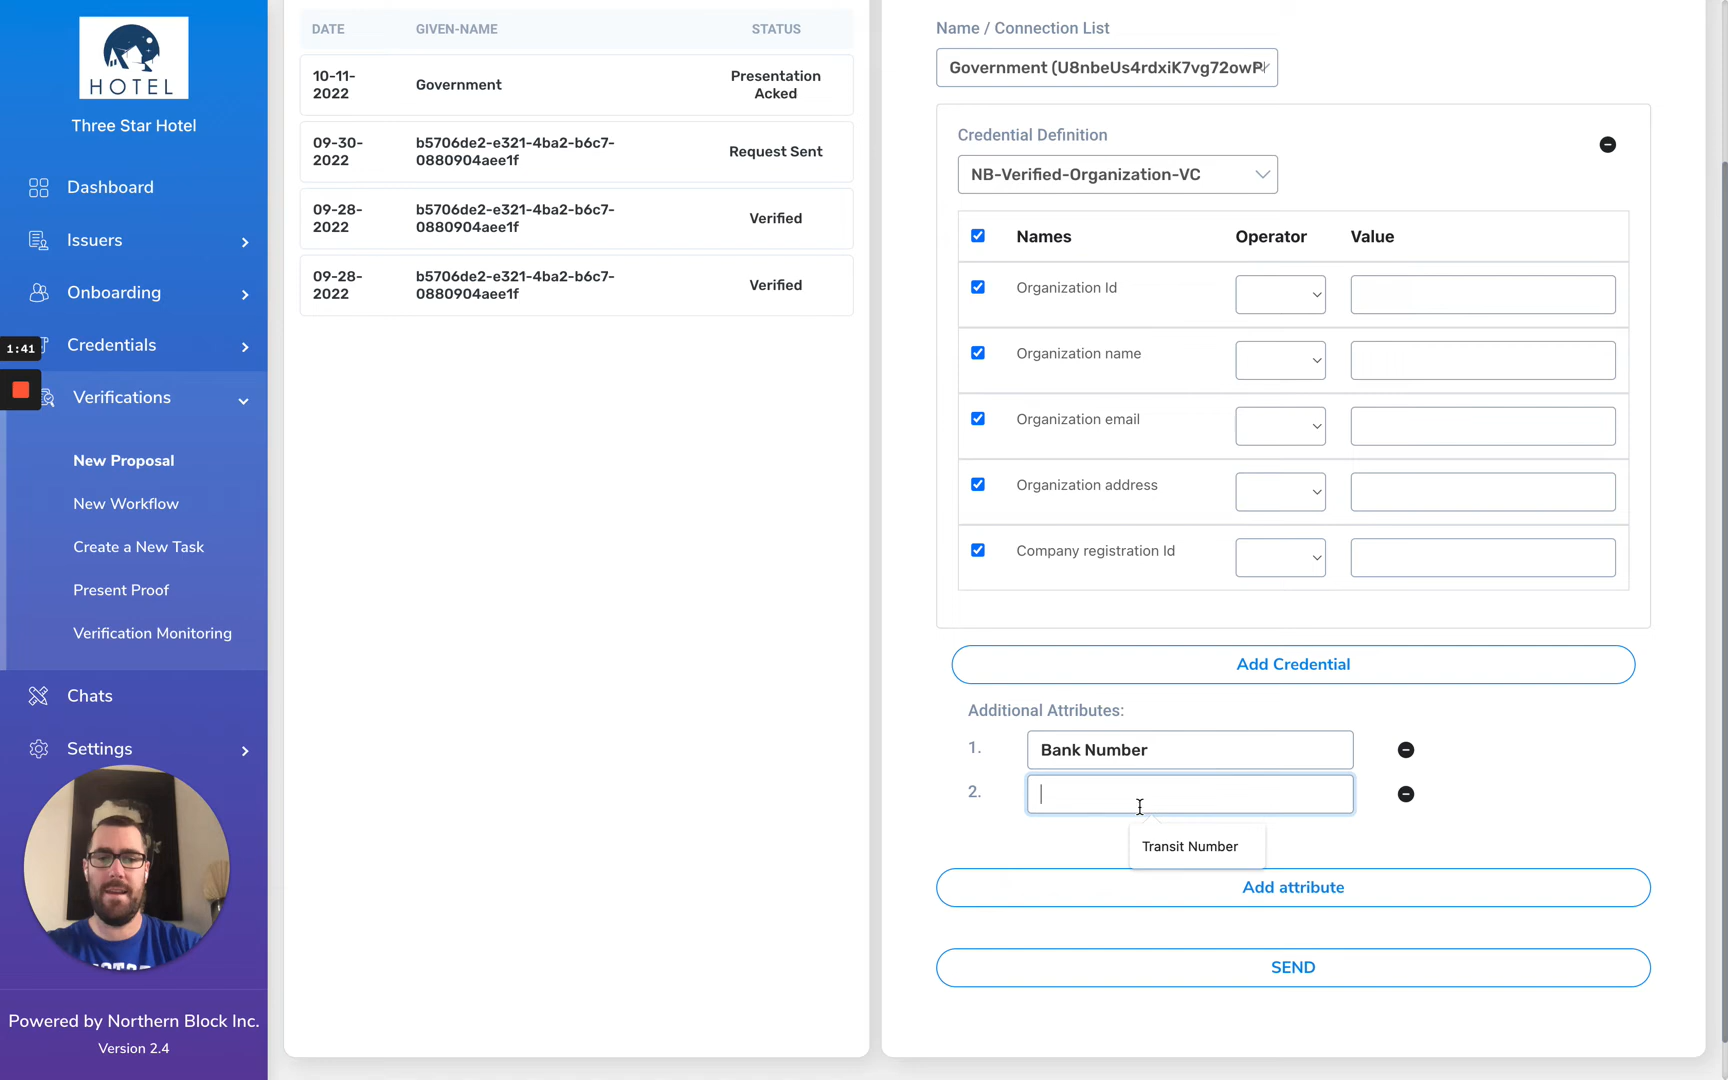 HOTEL
Three Star Hotel
Dashboard
Issuers
Onboarding
Credentials
1:41
Verifications
New Proposal
New Workflow
Create a New Task
Present Proof
Verification Monitoring
Chats
Settings
Powered by Northern Block Inc.
Version 2.4
DATE GIVEN-NAME STATUS
10-11-
2022
Government
Presentation
Acked
09-30-
2022
b5706de2-e321-4ba2-b6c7-
0880904aee1f
Request Sent
09-28-
2022
b5706de2-e321-4ba2-b6c7-
0880904aee1f
Verified
09-28-
2022
b5706de2-e321-4ba2-b6c7-
0880904aee1f
Verified
Name / Connection List
Government (U8nbeUs4rdxiK7vg72owP
Credential Definition
NB-Verified-Organization-VC
Names Operator Value
Organization Id
Organization name
Organization email
Organization address
Company registration Id
Add Credential
Additional Attributes:
1. Bank Number
2.
Transit Number
Add attribute
SEND